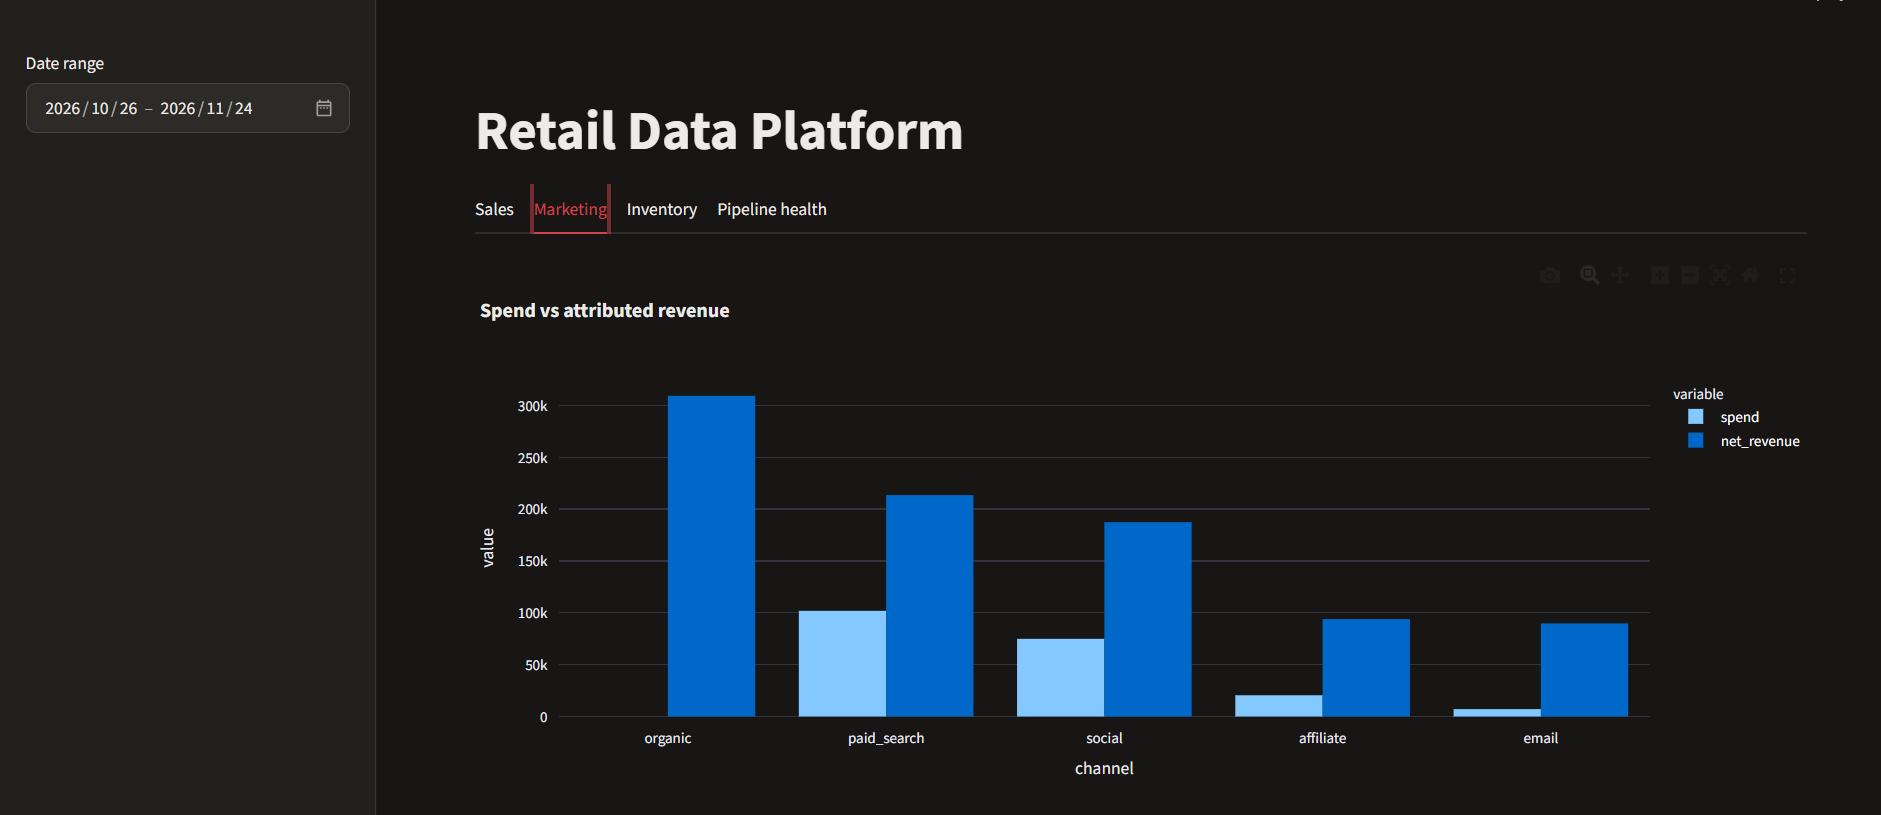 Date range
2026/10/26 – 2026/11/24
Retail Data Platform
Sales Marketing Inventory Pipeline health
Spend vs attributed revenue
variable
spend
net_revenue
300k
250k
200k
150k
100k
50k
0
value
organic paid_search social affiliate email
channel